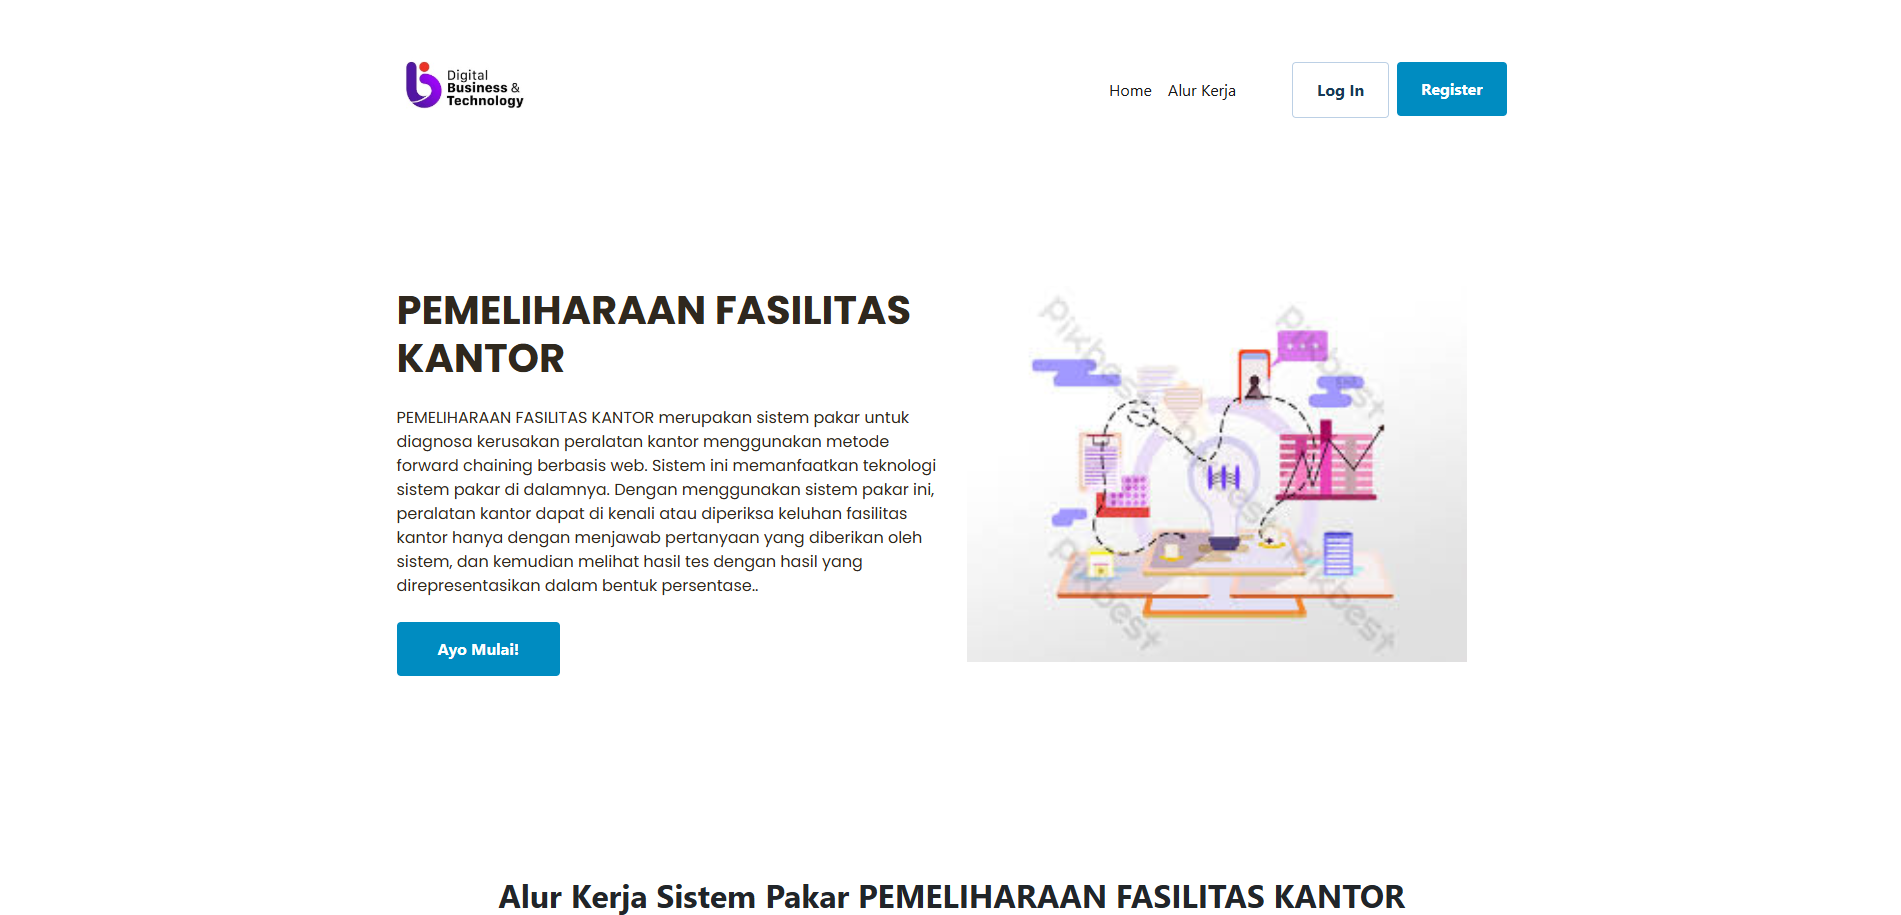 Digital
Business &
Technology
Home
Alur Kerja
Log In
Register
PEMELIHARAAN FASILITAS
KANTOR
PEMELIHARAAN FASILITAS KANTOR merupakan sistem pakar untuk
diagnosa kerusakan peralatan kantor menggunakan metode
forward chaining berbasis web. Sistem ini memanfaatkan teknologi
sistem pakar di dalamnya. Dengan menggunakan sistem pakar ini,
peralatan kantor dapat di kenali atau diperiksa keluhan fasilitas
kantor hanya dengan menjawab pertanyaan yang diberikan oleh
sistem, dan kemudian melihat hasil tes dengan hasil yang
direpresentasikan dalam bentuk persentase..
Ayo Mulai!
pikbest
pikbest
pikbest
pikbest
pikbest
Alur Kerja Sistem Pakar PEMELIHARAAN FASILITAS KANTOR